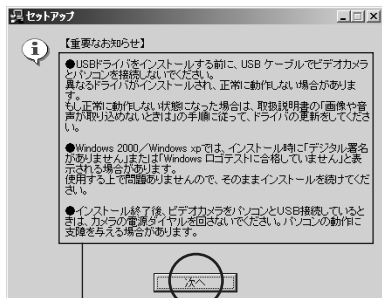 セットアップ
【重要なお知らせ】
●USBドライバをインストールする前に、USB ケーブルでビデオカメラ
とパソコンを接続しないでください。
異なるドライバがインストールされ、正常に動作しない場合がありま
す。
もし正常に動作しない状態になった場合は、取扱説明書の「画像や音
声が取り込めないときは」の手順に従って、ドライバの更新をしてくださ
い。
●Windows 2000／Windows xpでは、インストール時に「デジタル署名
がありません」または「Windows ロゴテストに合格していません」と表
示される場合があります。
使用する上で問題ありませんので、そのままインストールを続けてくだ
さい。
●インストール終了後、ビデオカメラをパソコンとUSB接続していると
きは、カメラの電源ダイヤルを回さないでください。パソコンの動作に
支障を与える場合があります。
次へ